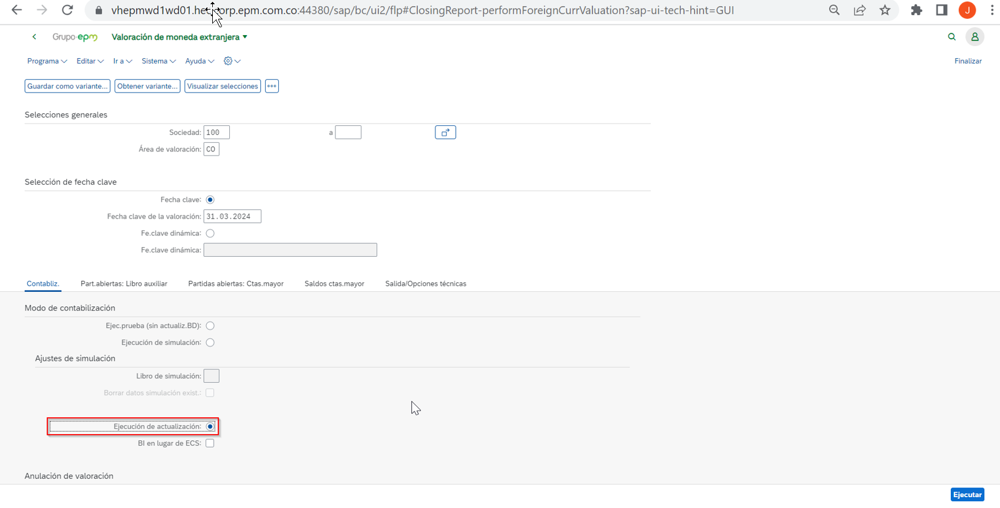 vhepmwd1wd01.hec.corp.epm.com.co:44380/sap/bc/ui2/flp#ClosingReport-performForeignCurrValuation?sap-ui-tech-hint=GUI
J
Grupo·epm Valoración de moneda extranjera
Programa Editar Ir a Sistema Ayuda Finalizar
Guardar como variante... Obtener variante... Visualizar selecciones
Selecciones generales
Sociedad: 100 a
Área de valoración: CO
Selección de fecha clave
Fecha clave:
Fecha clave de la valoración: 31.03.2024
Fe.clave dinámica:
Fe.clave dinámica:
Contabliz. Part.abiertas: Libro auxiliar Partidas abiertas: Ctas.mayor Saldos ctas.mayor Salida/Opciones técnicas
Modo de contabilización
Ejec.prueba (sin actualiz.BD):
Ejecución de simulación:
Ajustes de simulación
Libro de simulación:
Borrar datos simulación exist.:
Ejecución de actualización:
BI en lugar de ECS:
Anulación de valoración
Ejecutar